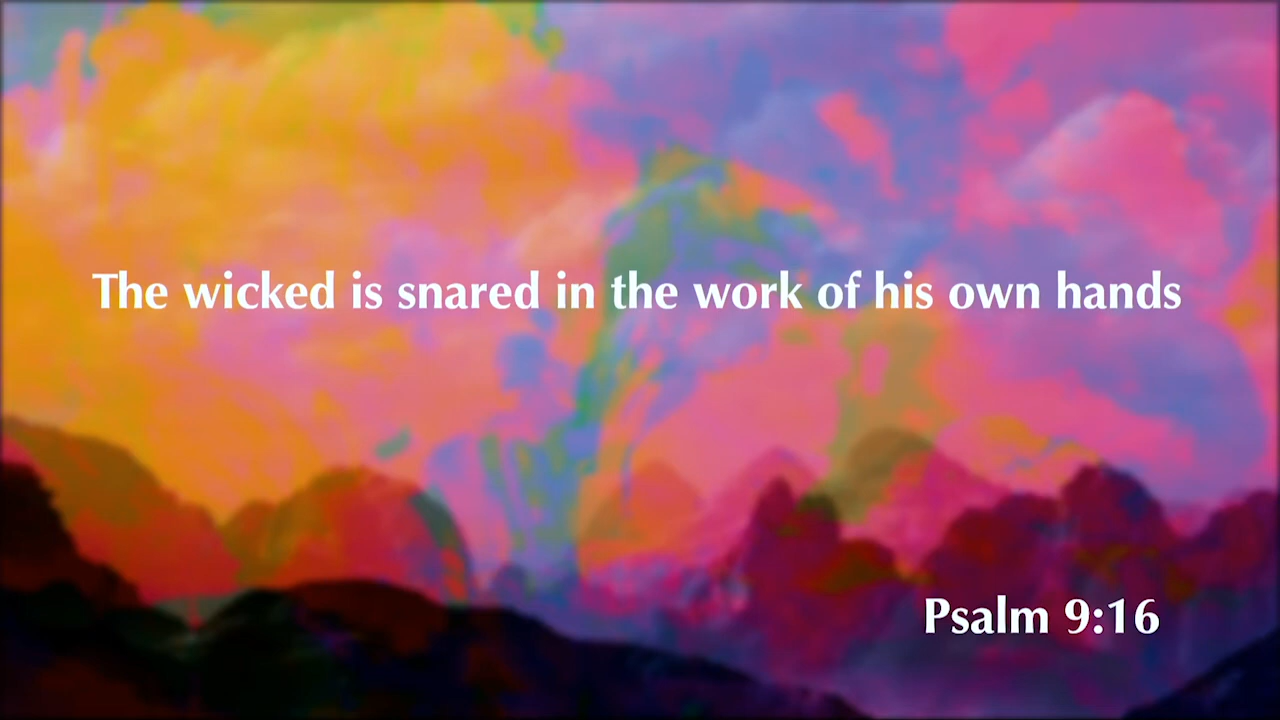 The wicked is snared in the work of his own hands
Psalm 9:16